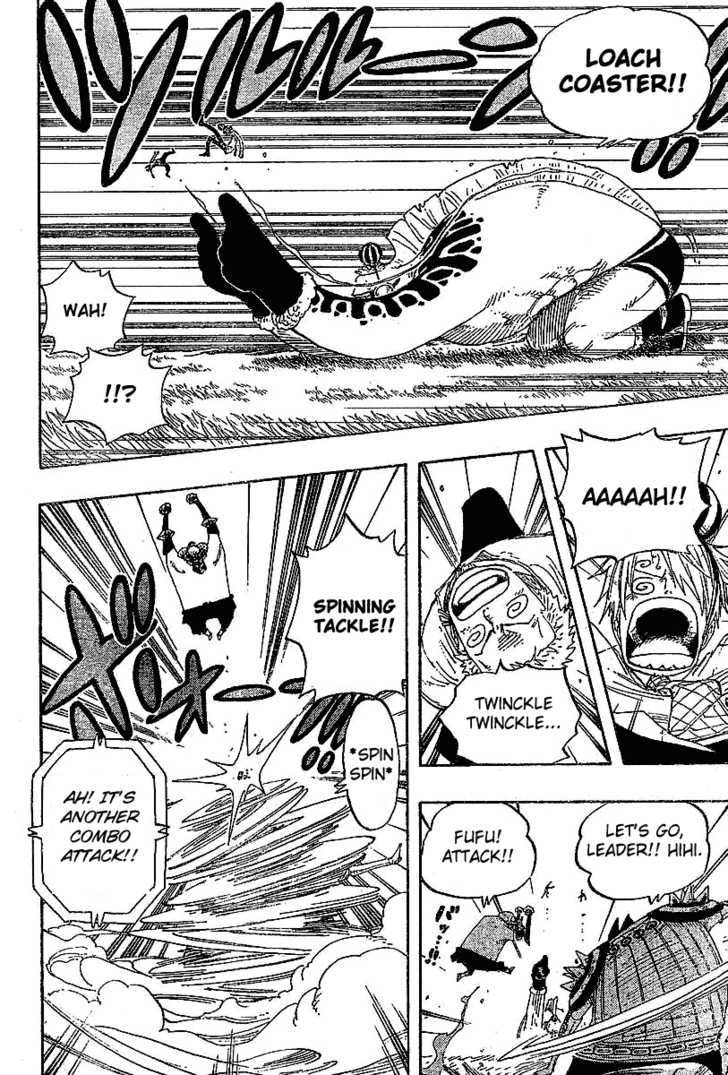 LOACH
COASTER!!
WAH!
!!?
AAAAAH!!
TWINCKLE
TWINCKLE...
SPINNING
TACKLE!!
*SPIN
SPIN*
AH! IT'S
ANOTHER
COMBO
ATTACK!!
LET'S GO,
LEADER!! HIHI.
FUFU!
ATTACK!!